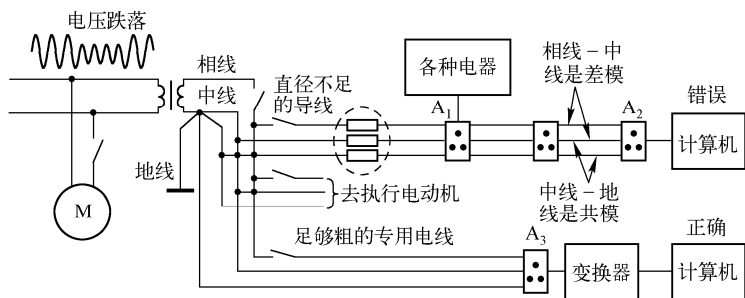 电压跌落
相线
中线
地线
M
直径不足
的导线
各种电器
A₁
相线－中
线是差模
A₂
错误
计算机
中线－地
线是共模
去执行电动机
足够粗的专用电线
A₃
变换器
正确
计算机